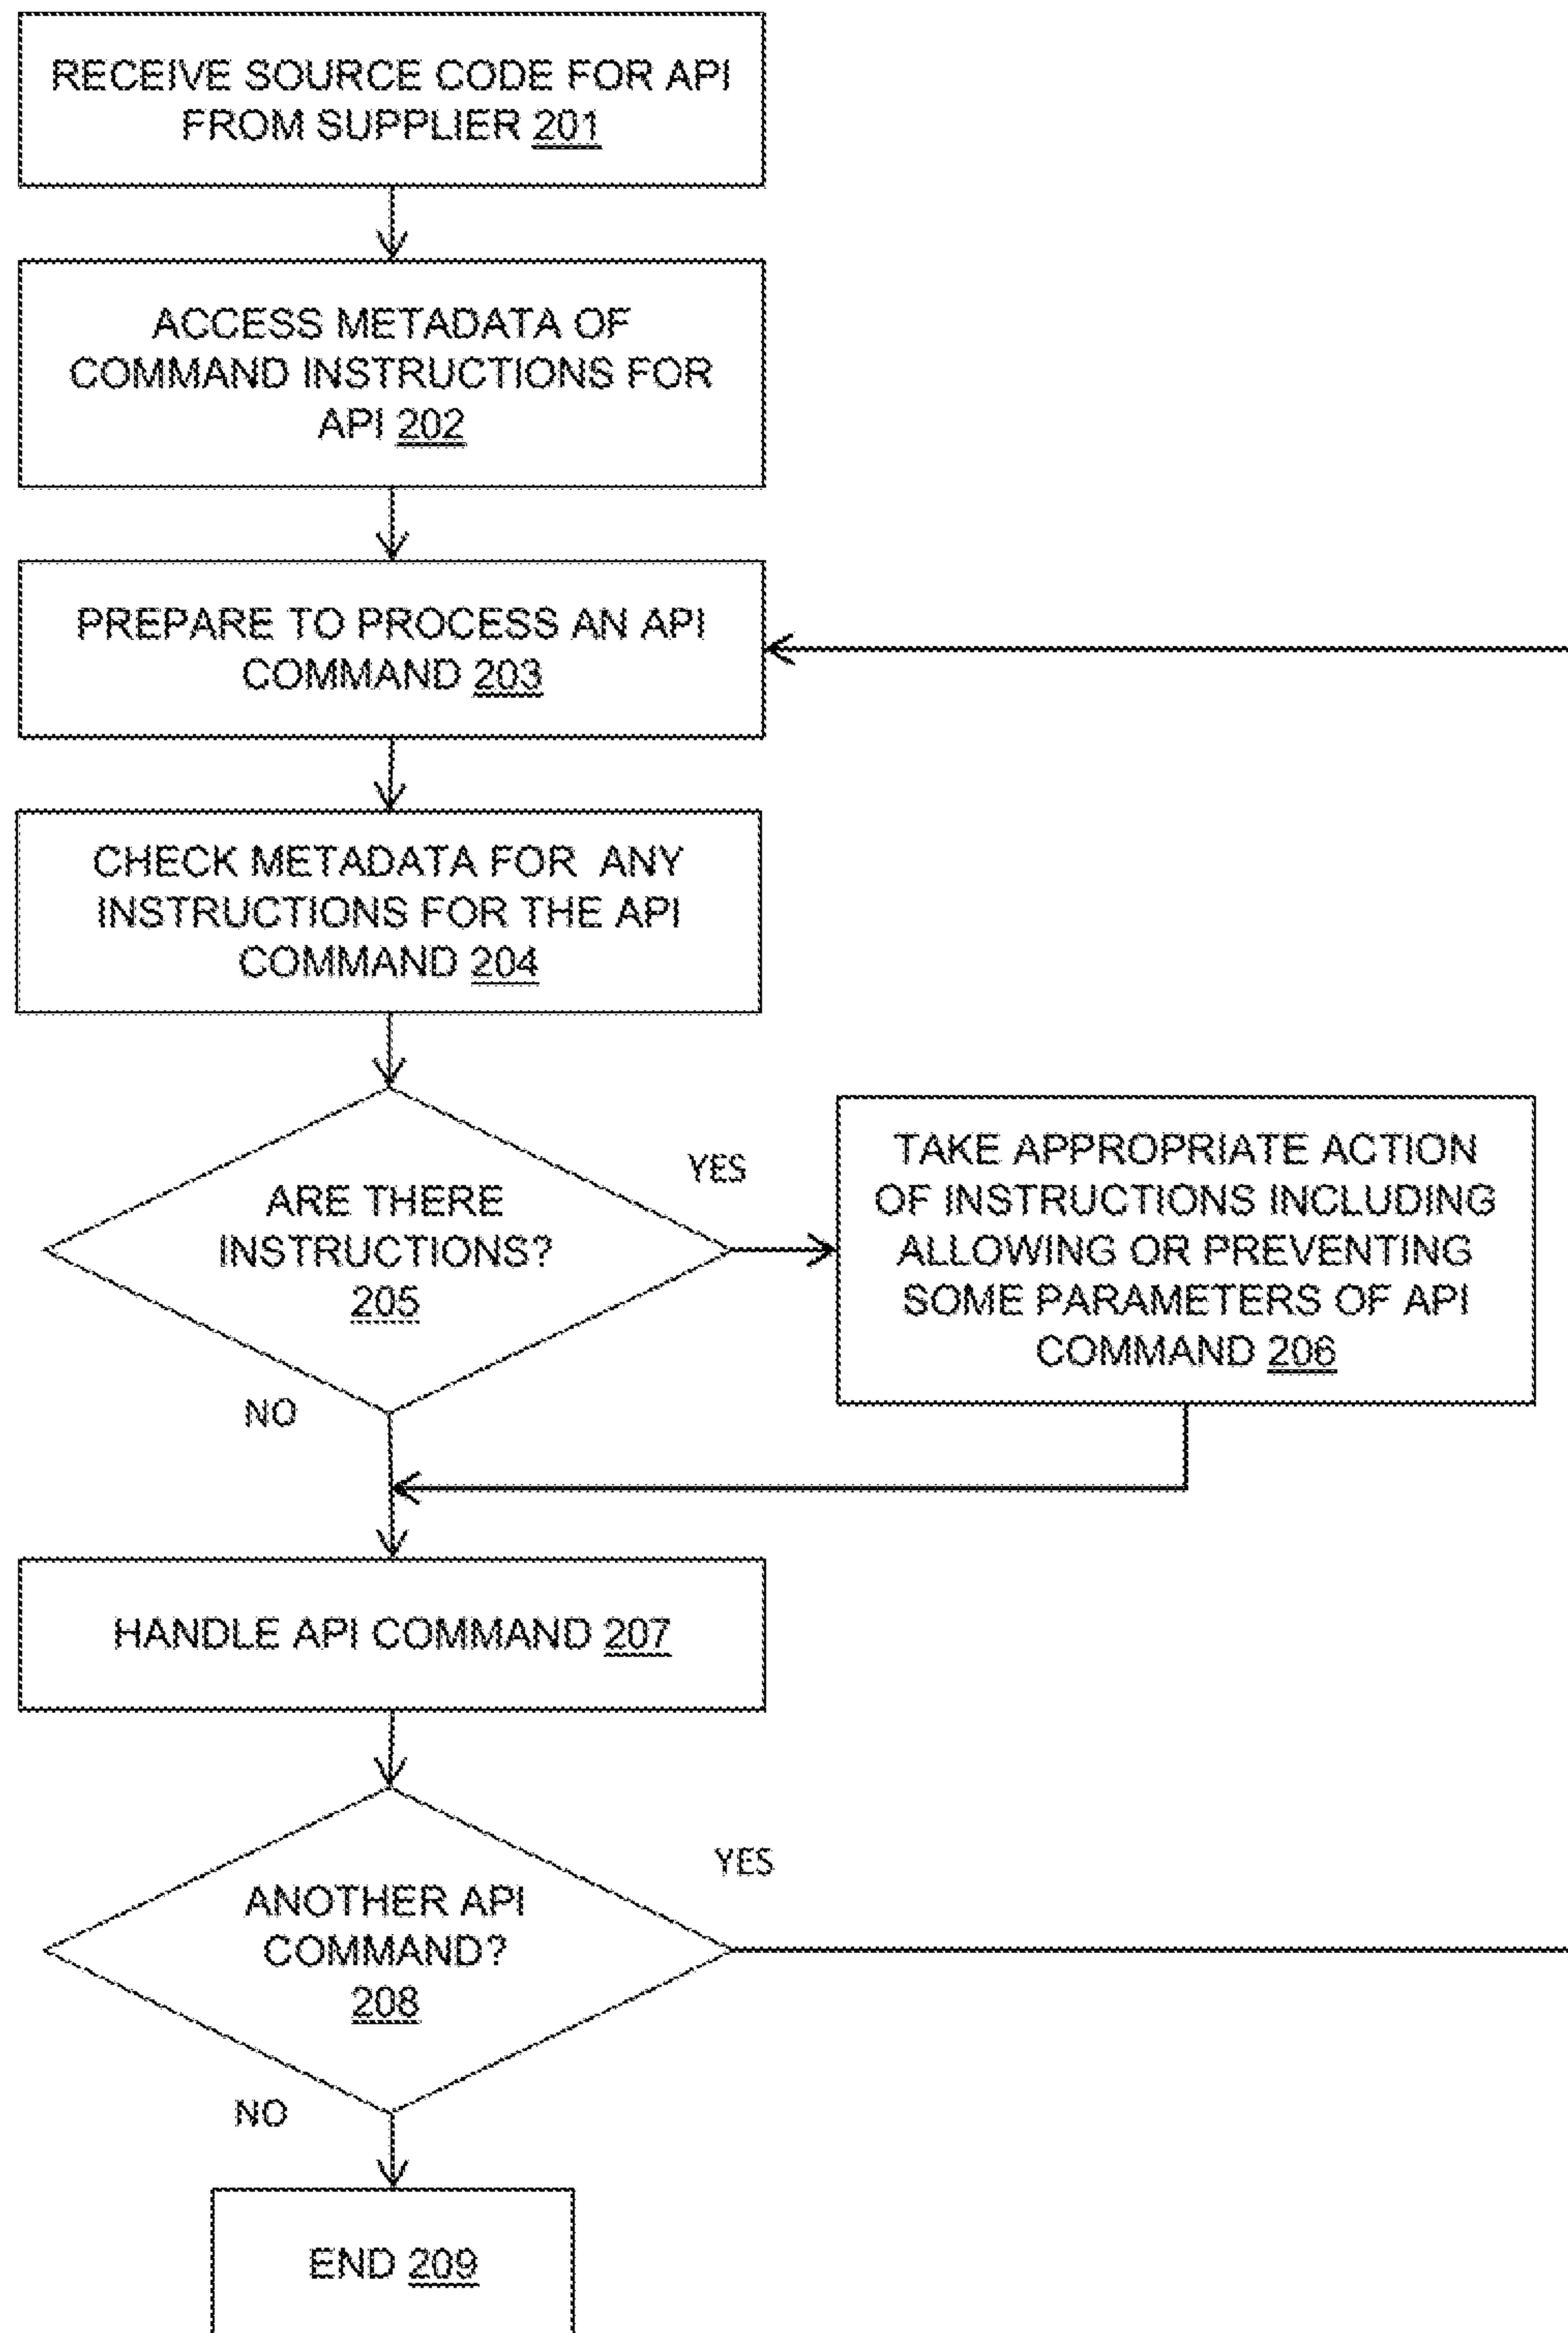 RECEIVE SOURCE CODE FOR API
FROM SUPPLIER 201
ACCESS METADATA OF
COMMAND INSTRUCTIONS FOR
API 202
PREPARE TO PROCESS AN API
COMMAND 203
CHECK METADATA FOR ANY
INSTRUCTIONS FOR THE API
COMMAND 204
ARE THERE
INSTRUCTIONS?
205
YES
TAKE APPROPRIATE ACTION
OF INSTRUCTIONS INCLUDING
ALLOWING OR PREVENTING
SOME PARAMETERS OF API
COMMAND 206
NO
HANDLE API COMMAND 207
ANOTHER API
COMMAND?
208
YES
NO
END 209